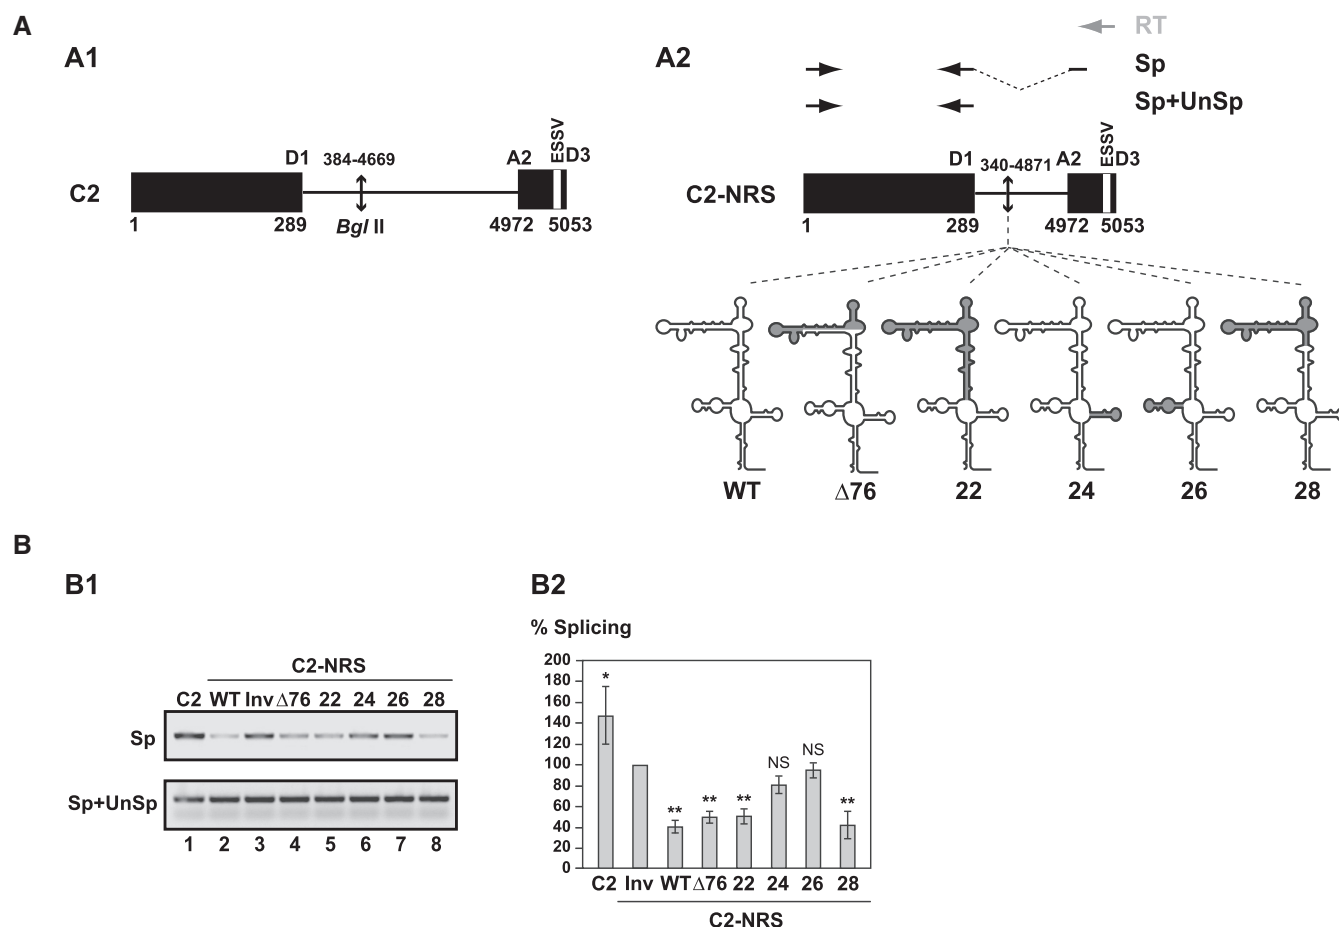 A
A1
D1 384-4669 A2 ESSV D3
C2
1 289 Bgl II 4972 5053
A2
RT
Sp
Sp+UnSp
D1 340-4871 A2 ESSV D3
C2-NRS
1 289 4972 5053
WT Δ76 22 24 26 28
B
B1
C2-NRS
C2 WT Inv Δ76 22 24 26 28
Sp
Sp+UnSp
1 2 3 4 5 6 7 8
B2
% Splicing
200
180
160
140
120
100
80
60
40
20
0
* ** ** ** NS NS **
C2 Inv WT Δ76 22 24 26 28
C2-NRS